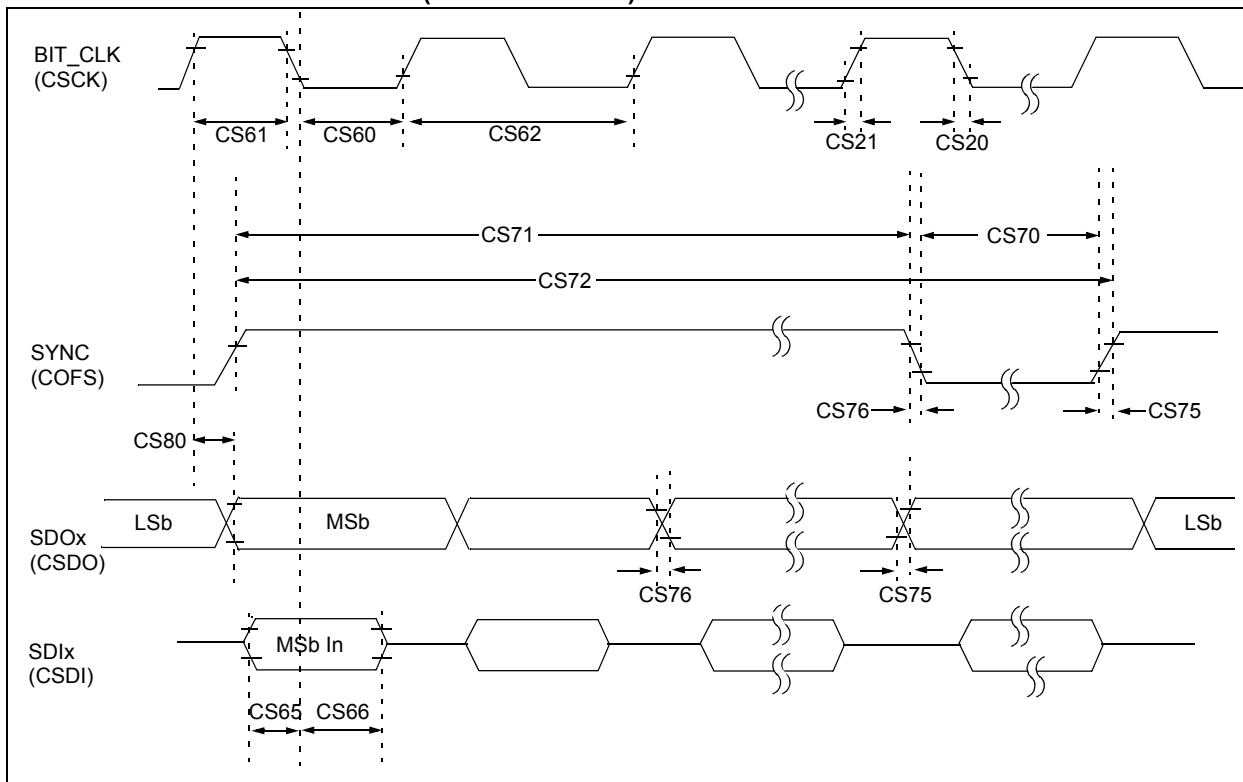 BIT_CLK
(CSCK)
CS61
CS60
CS62
CS21
CS20
CS71
CS70
CS72
SYNC
(COFS)
CS76
CS75
CS80
LSb
MSb
LSb
SDOx
(CSDO)
CS76
CS75
MSb In
SDIx
(CSDI)
CS65
CS66